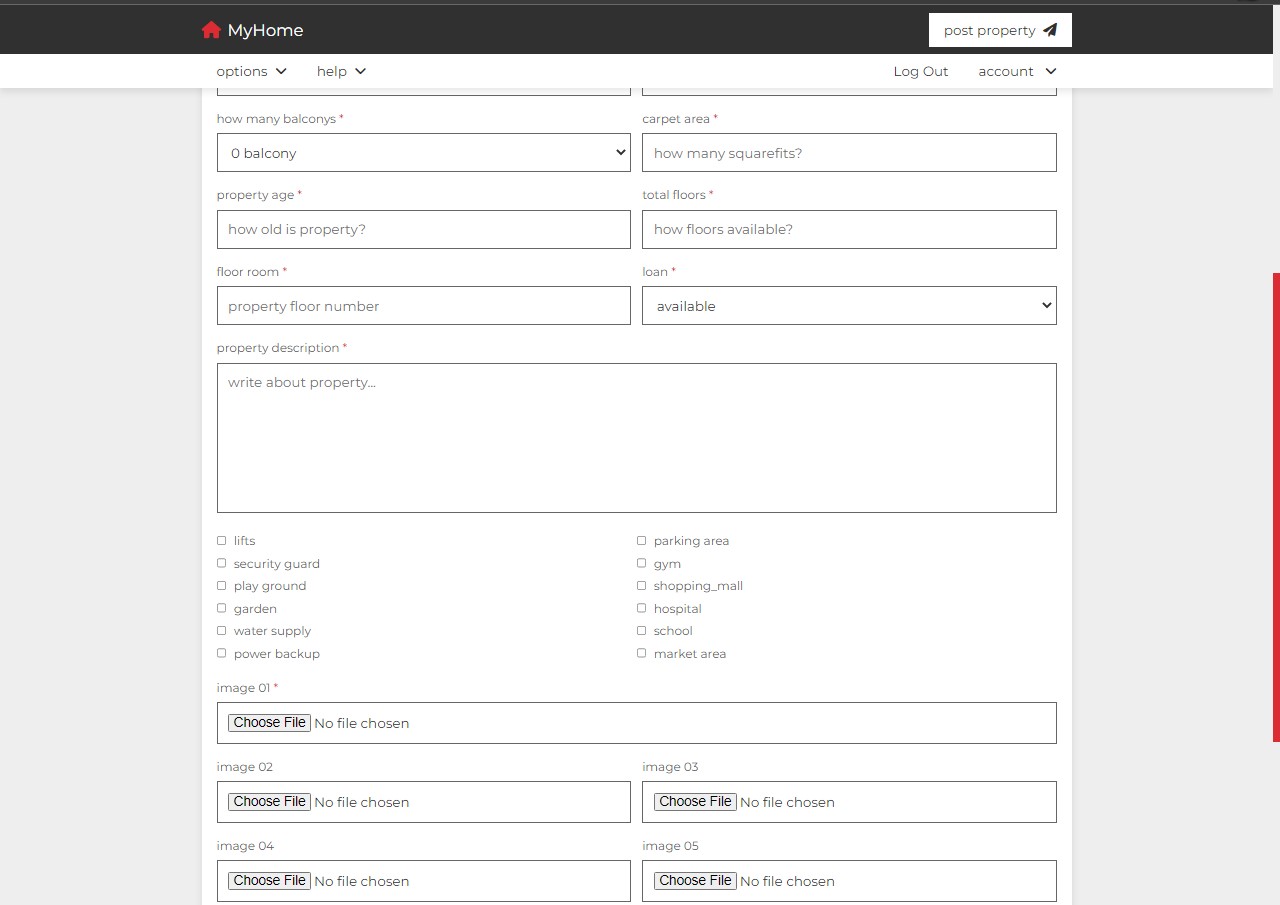 MyHome
post property
options
help
Log Out
account
how many balconys *
carpet area *
0 balcony
how many squarefits?
property age *
total floors *
how old is property?
how floors available?
floor room *
loan *
property floor number
available
property description *
write about property...
lifts
parking area
security guard
gym
play ground
shopping_mall
garden
hospital
water supply
school
power backup
market area
image 01 *
Choose File No file chosen
image 02
image 03
Choose File No file chosen
Choose File No file chosen
image 04
image 05
Choose File No file chosen
Choose File No file chosen